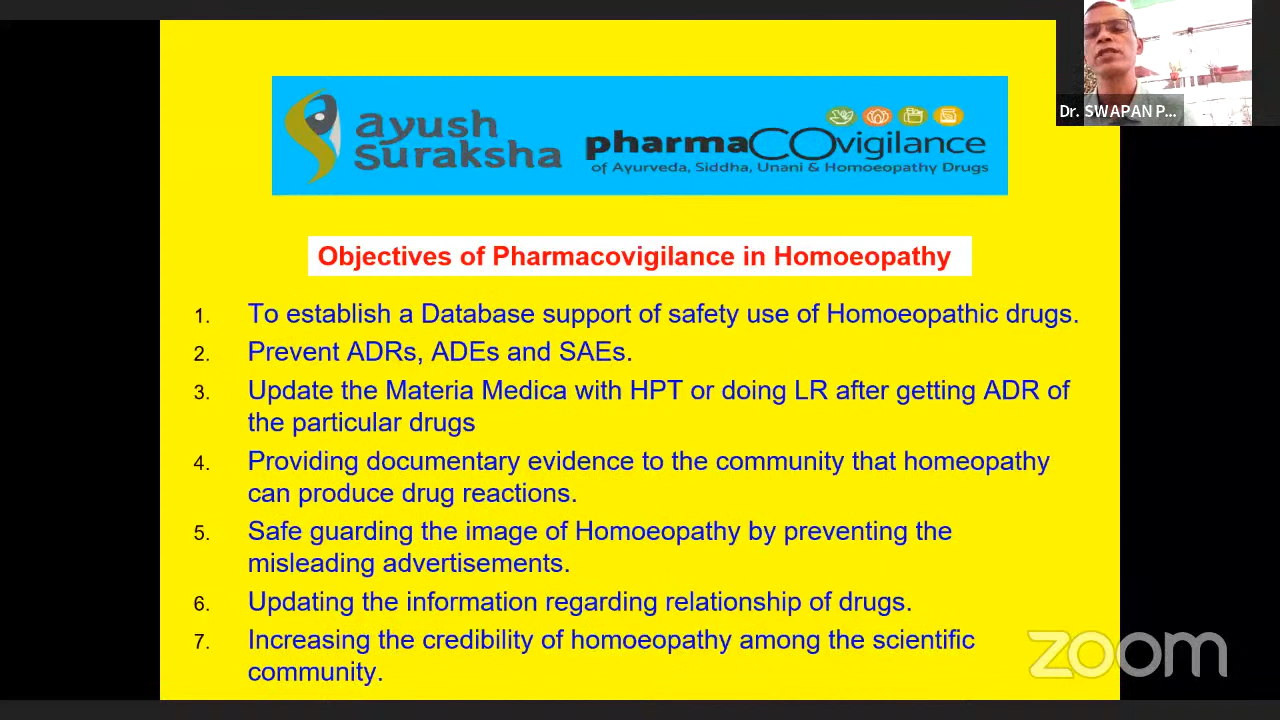 ayush
Suraksha
pharmaCOvigilance
of Ayurveda, Siddha, Unani & Homoeopathy Drugs
Dr. SWAPAN P...
Objectives of Pharmacovigilance in Homoeopathy
1. To establish a Database support of safety use of Homoeopathic drugs.
2. Prevent ADRs, ADEs and SAEs.
3. Update the Materia Medica with HPT or doing LR after getting ADR of
the particular drugs
4. Providing documentary evidence to the community that homeopathy
can produce drug reactions.
5. Safe guarding the image of Homoeopathy by preventing the
misleading advertisements.
6. Updating the information regarding relationship of drugs.
7. Increasing the credibility of homoeopathy among the scientific
community.
zoom